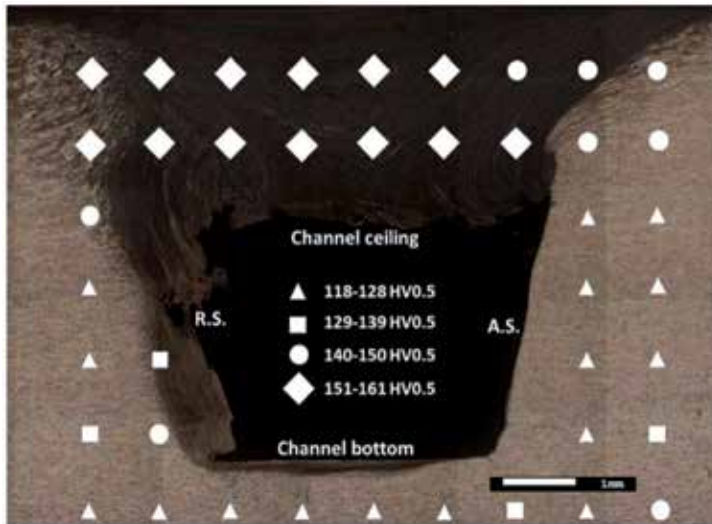 Channel ceiling
118-128 HV0.5
129-139 HV0.5
R.S.
A.S.
140-150 HV0.5
151-161 HV0.5
Channel bottom
1mm